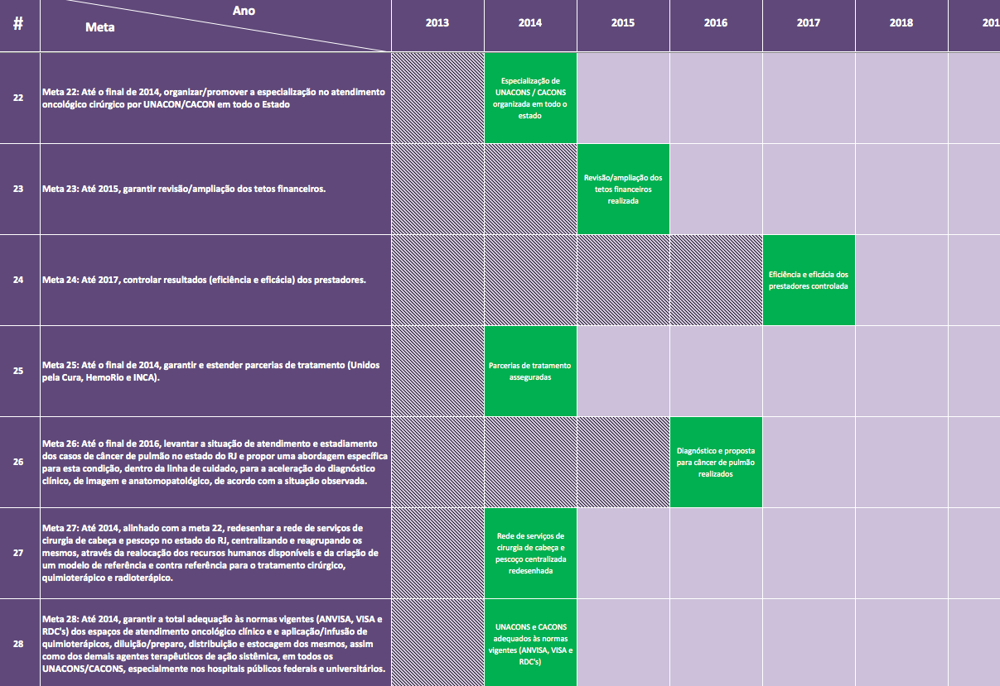 #
Ano
Meta
2013
2014
2015
2016
2017
2018
201
22
Meta 22: Até o final de 2014, organizar/promover a especialização no atendimento
oncológico cirúrgico por UNACON/CACON em todo o Estado
Especialização de
UNACONS / CACONS
organizada em todo o
estado
23
Meta 23: Até 2015, garantir revisão/ampliação dos tetos financeiros.
Revisão/ampliação dos
tetos financeiros
realizada
24
Meta 24: Até 2017, controlar resultados (eficiência e eficácia) dos prestadores.
Eficiência e eficácia dos
prestadores controlada
25
Meta 25: Até o final de 2014, garantir e estender parcerias de tratamento (Unidos
pela Cura, HemoRio e INCA).
Parcerias de tratamento
asseguradas
26
Meta 26: Até o final de 2016, levantar a situação de atendimento e estadiamento
dos casos de câncer de pulmão no estado do RJ e propor uma abordagem específica
para esta condição, dentro da linha de cuidado, para a aceleração do diagnóstico
clínico, de imagem e anatomopatológico, de acordo com a situação observada.
Diagnóstico e proposta
para câncer de pulmão
realizados
27
Meta 27: Até 2014, alinhado com a meta 22, redesenhar a rede de serviços de
cirurgia de cabeça e pescoço no estado do RJ, centralizando e reagrupando os
mesmos, através da realocação dos recursos humanos disponíveis e da criação de
um modelo de referência e contra referência para o tratamento cirúrgico,
quimioterápico e radioterápico.
Rede de serviços de
cirurgia de cabeça e
pescoço centralizada
redesenhada
28
Meta 28: Até 2014, garantir a total adequação às normas vigentes (ANVISA, VISA e
RDC's) dos espaços de atendimento oncológico clínico e e aplicação/infusão de
quimioterápicos, diluição/preparo, distribuição e estocagem dos mesmos, assim
como dos demais agentes terapêuticos de ação sistêmica, em todos os
UNACONS/CACONS, especialmente nos hospitais públicos federais e universitários.
UNACONS e CACONS
adequados às normas
vigentes (ANVISA, VISA e
RDC's)